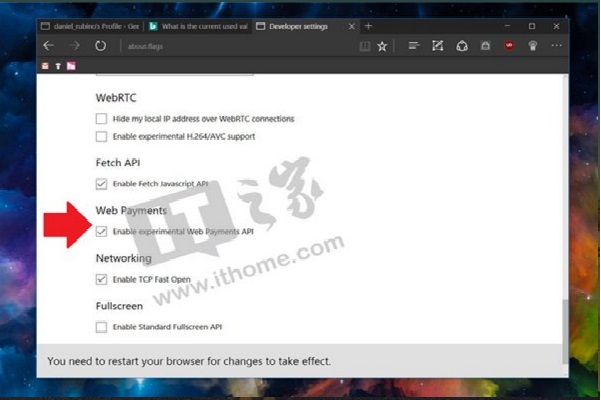 daniel_rubino's Profile - Gee
What is the current used val
Developer settings
about:flags
WebRTC
Hide my local IP address over WebRTC connections
Enable experimental H.264/AVC support
Fetch API
Enable Fetch Javascript API
Web Payments
Enable experimental Web Payments API
Networking
Enable TCP Fast Open
Fullscreen
Enable Standard Fullscreen API
You need to restart your browser for changes to take effect.
IT之家
www.ithome.com